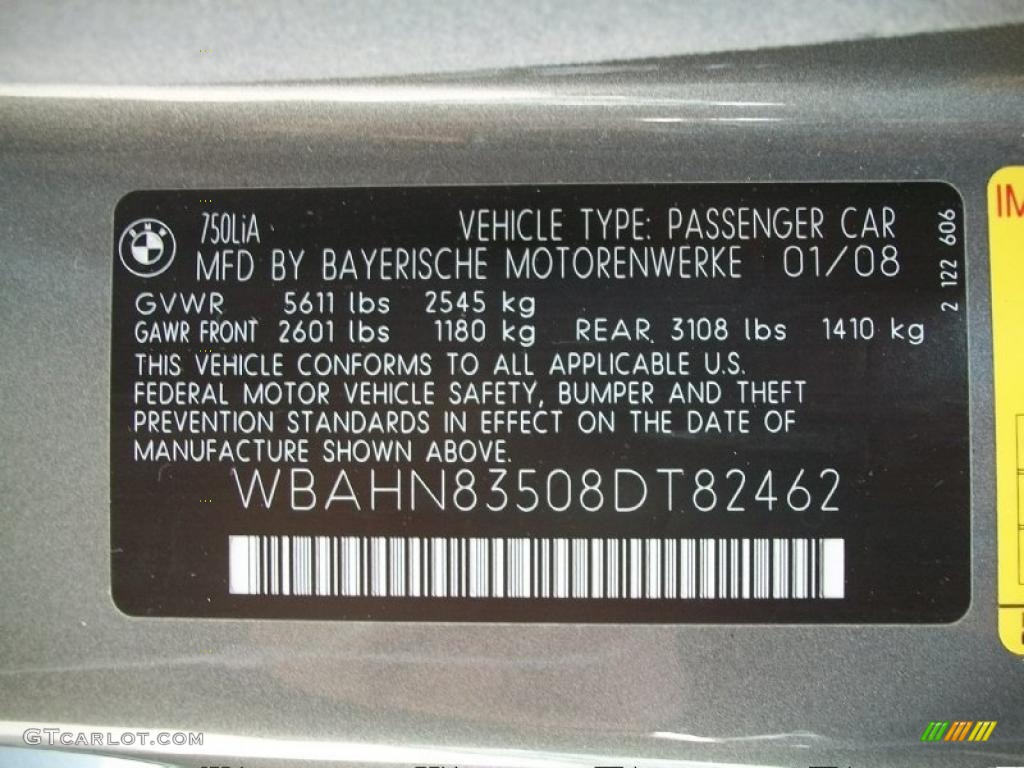 BMW
750LiA VEHICLE TYPE: PASSENGER CAR
MFD BY BAYERISCHE MOTORENWERKE 01/08
GVWR 5611 lbs 2545 kg
GAWR FRONT 2601 lbs 1180 kg REAR 3108 lbs 1410 kg
THIS VEHICLE CONFORMS TO ALL APPLICABLE U.S.
FEDERAL MOTOR VEHICLE SAFETY, BUMPER AND THEFT
PREVENTION STANDARDS IN EFFECT ON THE DATE OF
MANUFACTURE SHOWN ABOVE.
WBAHN83508DT82462
2 122 606
IM
GTCarLot.com